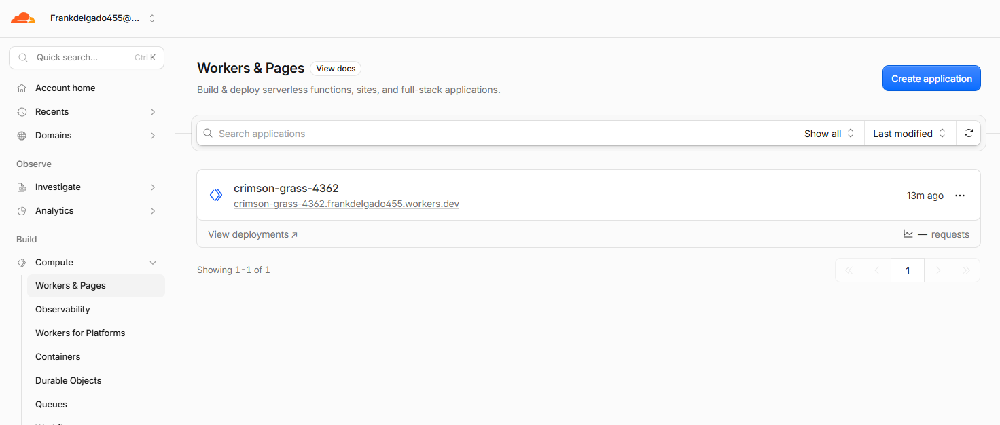 Frankdelgado455@...
Quick search... Ctrl K
Account home
Recents
Domains
Observe
Investigate
Analytics
Build
Compute
Workers & Pages
Observability
Workers for Platforms
Containers
Durable Objects
Queues
Workers & Pages View docs
Build & deploy serverless functions, sites, and full-stack applications.
Create application
Search applications Show all Last modified
crimson-grass-4362
crimson-grass-4362.frankdelgado455.workers.dev
13m ago ...
View deployments ↗ — requests
Showing 1-1 of 1
« ‹ 1 › »